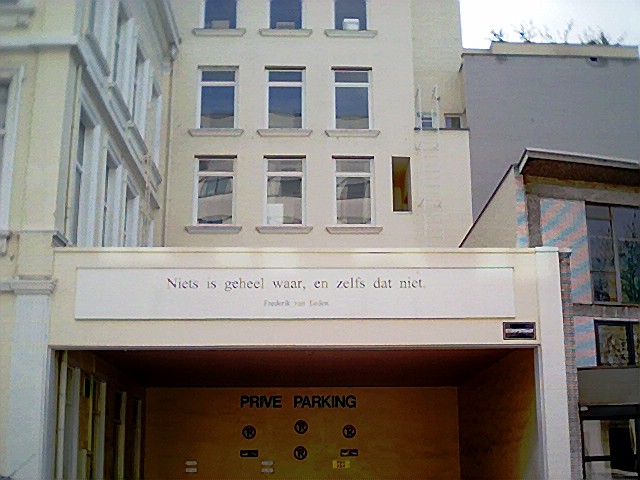 Niets is geheel waar, en zelfs dat niet.
Frederik van Eeden
PRIVE PARKING